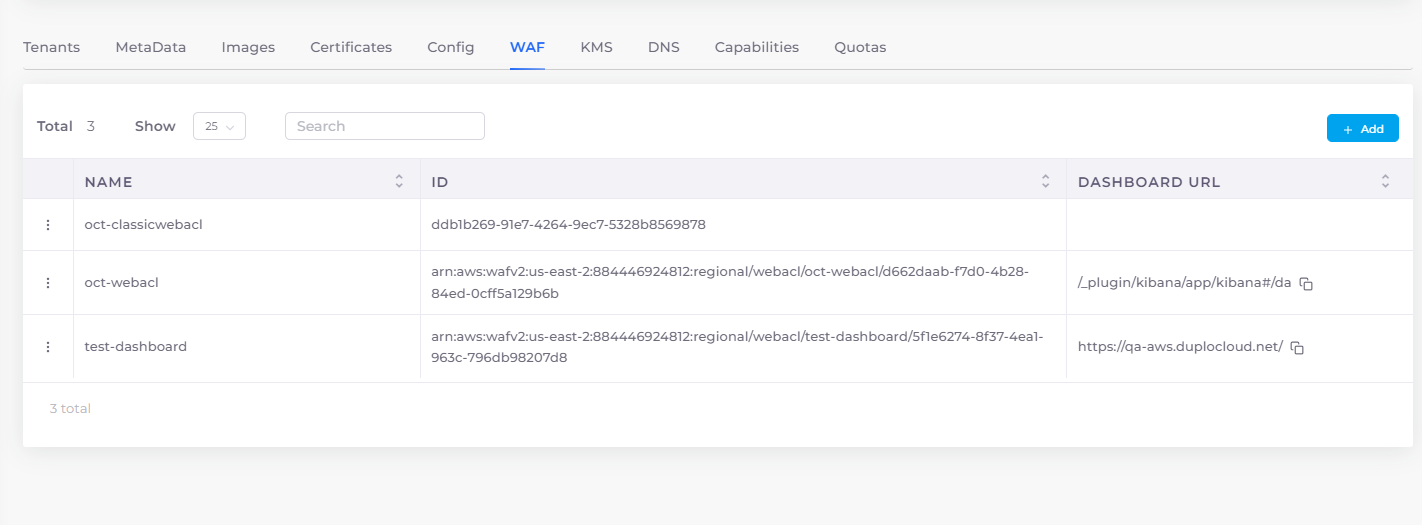 Tenants MetaData Images Certificates Config WAF KMS DNS Capabilities Quotas
Total 3 Show 25 Search + Add
NAME ID DASHBOARD URL
oct-classicwebacl ddb1b269-91e7-4264-9ec7-5328b8569878
oct-webacl arn:aws:wafv2:us-east-2:884446924812:regional/webacl/oct-webacl/d662daab-f7d0-4b28-
84ed-0cff5a129b6b /_plugin/kibana/app/kibana#/da
test-dashboard arn:aws:wafv2:us-east-2:884446924812:regional/webacl/test-dashboard/5f1e6274-8f37-4ea1-
963c-796db98207d8 https://qa-aws.duplocloud.net/
3 total